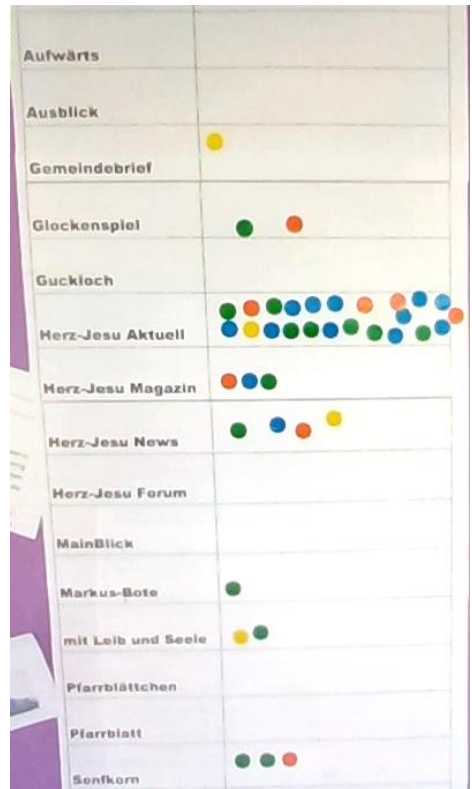 Aufwärts
Ausblick
Gemeindebrief
Glockenspiel
Guckloch
Herz-Jesu Aktuell
Herz-Jesu Magazin
Herz-Jesu News
Herz-Jesu Forum
MainBlick
Markus-Bote
mit Leib und Seele
Pfarrblättchen
Pfarrblatt
Senfkorn